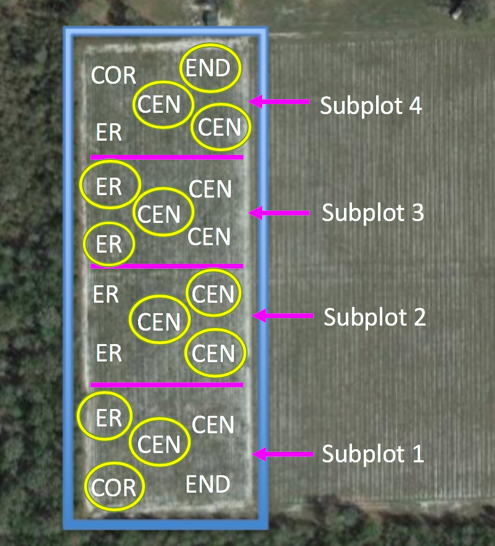 COR END
CEN
ER CEN
Subplot 4
ER CEN
CEN
ER CEN
Subplot 3
ER CEN
CEN
ER CEN
Subplot 2
ER CEN
CEN
COR END
Subplot 1